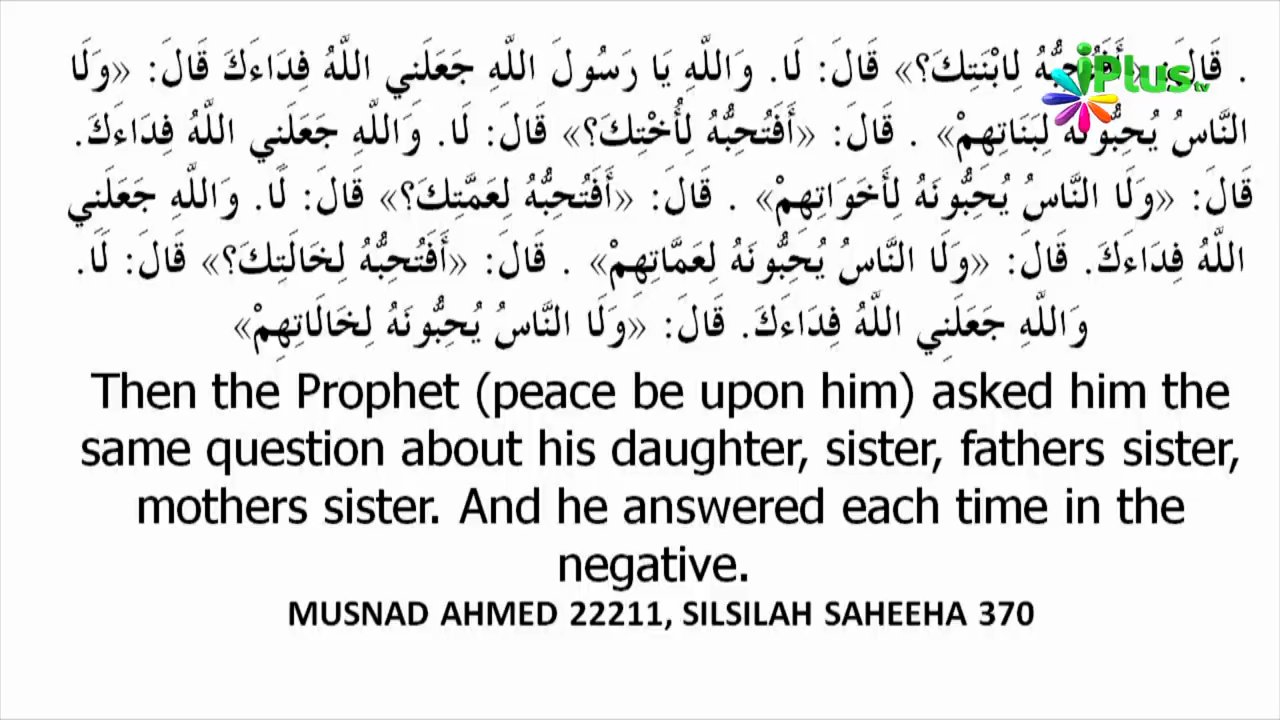 . قَالَ: «أَفَتُحِبُّهُ لِابْنَتِكَ؟» قَالَ: لَا. وَاللَّهِ يَا رَسُولَ اللَّهِ جَعَلَنِي اللَّهُ فِدَاءَكَ قَالَ: «وَلَا
النَّاسُ يُحِبُّونَهُ لِبَنَاتِهِمْ» . قَالَ: «أَفَتُحِبُّهُ لِأُخْتِكَ؟» قَالَ: لَا. وَاللَّهِ جَعَلَنِي اللَّهُ فِدَاءَكَ.
قَالَ: «وَلَا النَّاسُ يُحِبُّونَهُ لِأَخَوَاتِهِمْ» . قَالَ: «أَفَتُحِبُّهُ لِعَمَّتِكَ؟» قَالَ: لَا. وَاللَّهِ جَعَلَنِي
اللَّهُ فِدَاءَكَ. قَالَ: «وَلَا النَّاسُ يُحِبُّونَهُ لِعَمَّاتِهِمْ» . قَالَ: «أَفَتُحِبُّهُ لِخَالَتِكَ؟» قَالَ: لَا.
وَاللَّهِ جَعَلَنِي اللَّهُ فِدَاءَكَ. قَالَ: «وَلَا النَّاسُ يُحِبُّونَهُ لِخَالَاتِهِمْ»
iPlus tv
Then the Prophet (peace be upon him) asked him the
same question about his daughter, sister, fathers sister,
mothers sister. And he answered each time in the
negative.
MUSNAD AHMED 22211, SILSILAH SAHEEHA 370